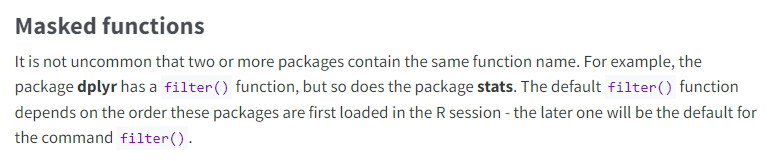 Masked functions
It is not uncommon that two or more packages contain the same function name. For example, the
package dplyr has a filter() function, but so does the package stats. The default filter() function
depends on the order these packages are first loaded in the R session - the later one will be the default for
the command filter().